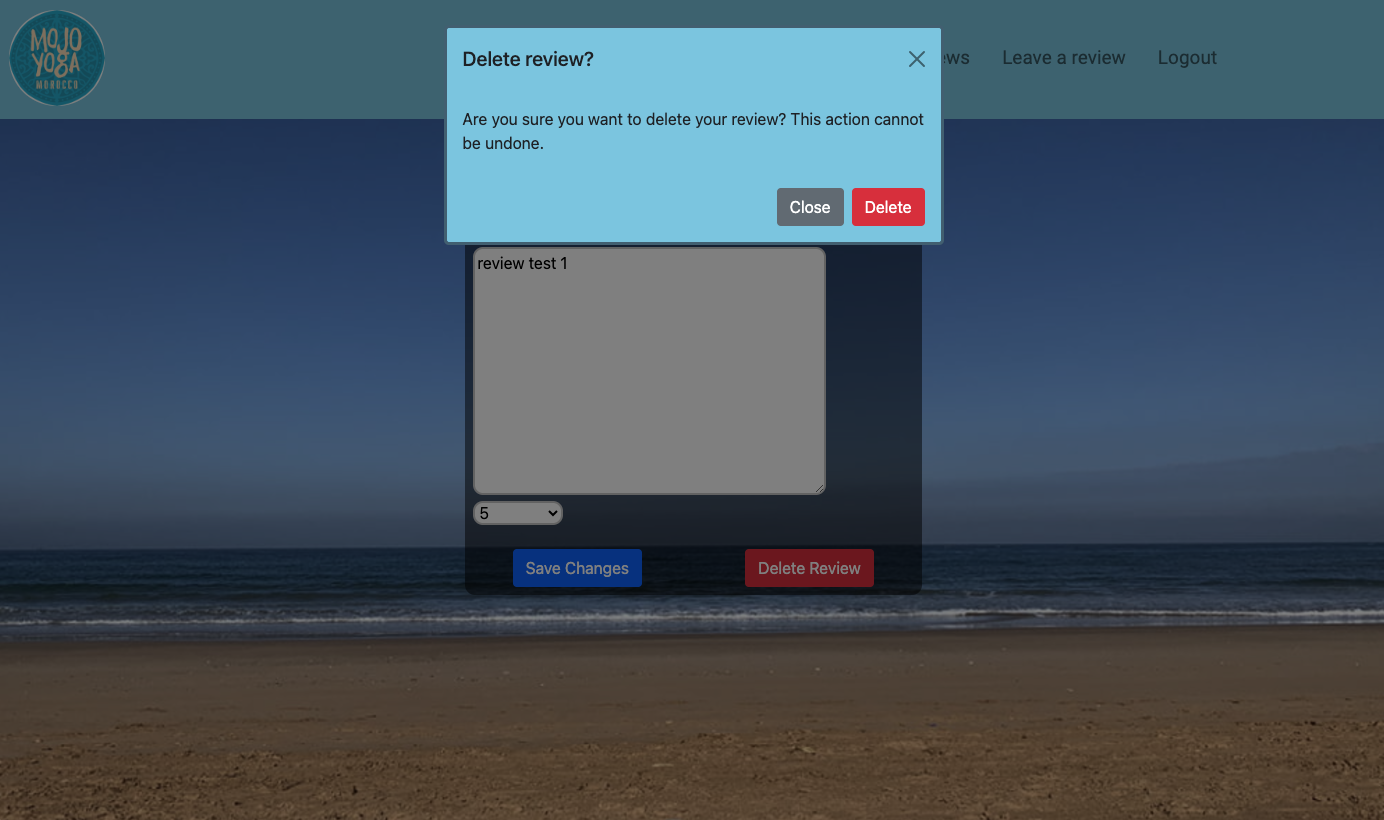 MOJO
YOGA
MOROCCO
Delete review?
ews
Leave a review
Logout
Are you sure you want to delete your review? This action cannot
be undone.
Close
Delete
review test 1
5
Save Changes
Delete Review